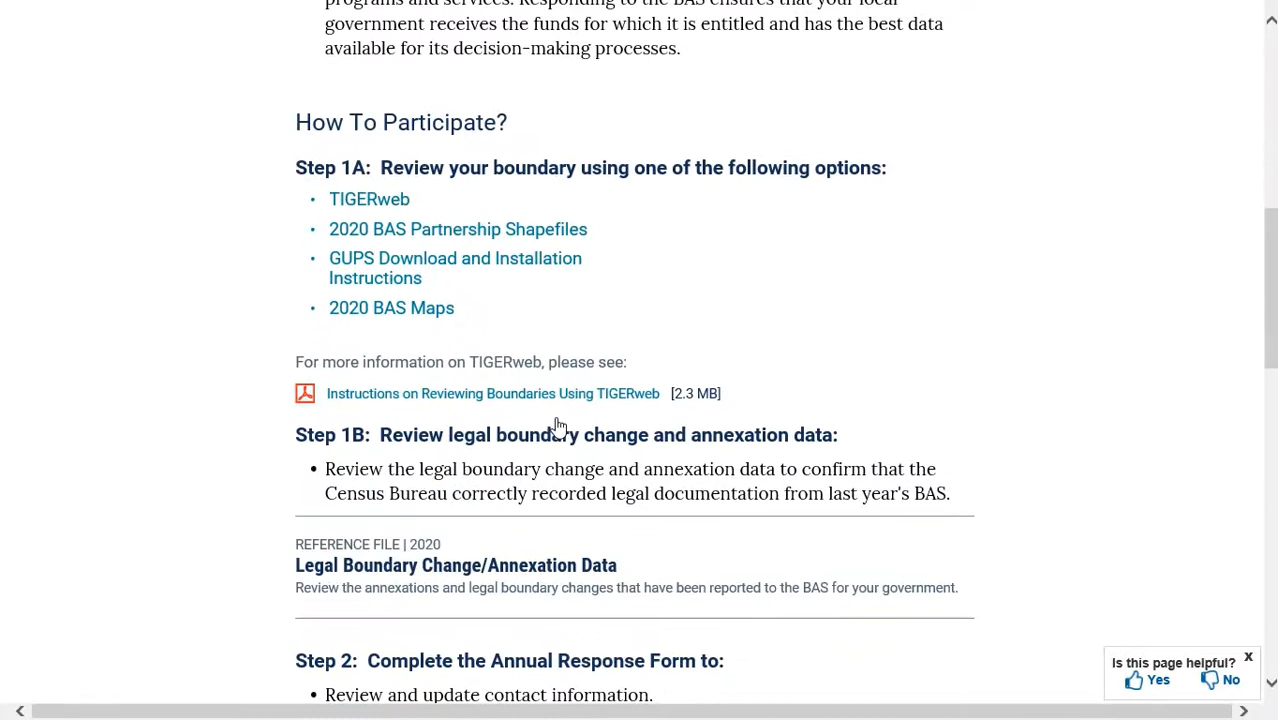 programs and services. Responding to the BAS ensures that your local
government receives the funds for which it is entitled and has the best data
available for its decision-making processes.
How To Participate?
Step 1A: Review your boundary using one of the following options:
• TIGERweb
• 2020 BAS Partnership Shapefiles
• GUPS Download and Installation
Instructions
• 2020 BAS Maps
For more information on TIGERweb, please see:
Instructions on Reviewing Boundaries Using TIGERweb [2.3 MB]
Step 1B: Review legal boundary change and annexation data:
• Review the legal boundary change and annexation data to confirm that the
Census Bureau correctly recorded legal documentation from last year's BAS.
REFERENCE FILE | 2020
Legal Boundary Change/Annexation Data
Review the annexations and legal boundary changes that have been reported to the BAS for your government.
Step 2: Complete the Annual Response Form to:
• Review and update contact information.
Is this page helpful? x
Yes No